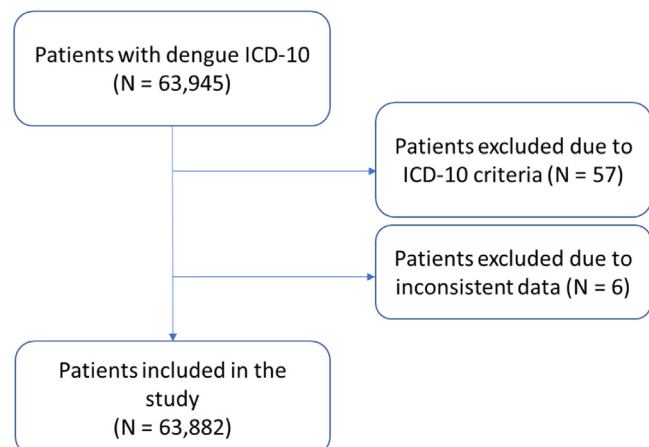 Patients with dengue ICD-10
(N = 63,945)
Patients excluded due to
ICD-10 criteria (N = 57)
Patients excluded due to
inconsistent data (N = 6)
Patients included in the
study
(N = 63,882)